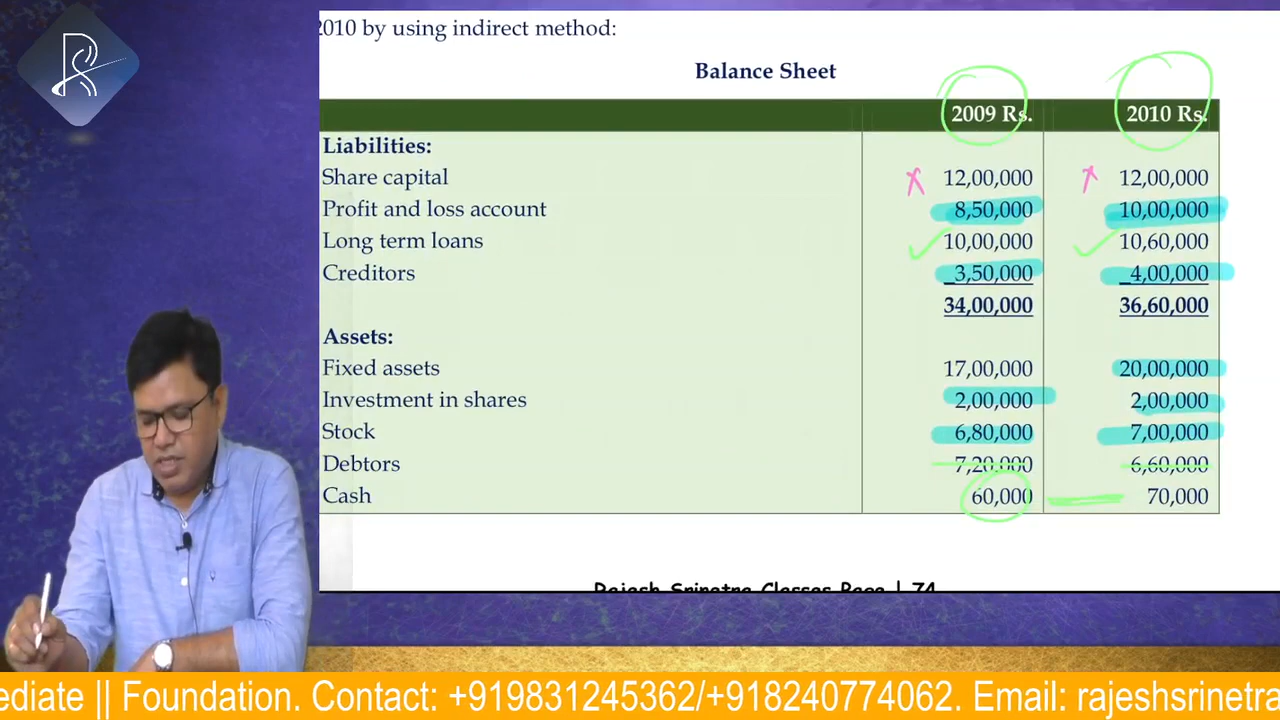 2010 by using indirect method:
Balance Sheet
2009 Rs. 2010 Rs.
Liabilities:
Share capital 12,00,000 12,00,000
Profit and loss account 8,50,000 10,00,000
Long term loans 10,00,000 10,60,000
Creditors 3,50,000 4,00,000
34,00,000 36,60,000
Assets:
Fixed assets 17,00,000 20,00,000
Investment in shares 2,00,000 2,00,000
Stock 6,80,000 7,00,000
Debtors 7,20,000 6,60,000
Cash 60,000 70,000
Rajesh Srinetra Classes Page | 74
ediate || Foundation. Contact: +919831245362/+918240774062. Email: rajeshsrinetra